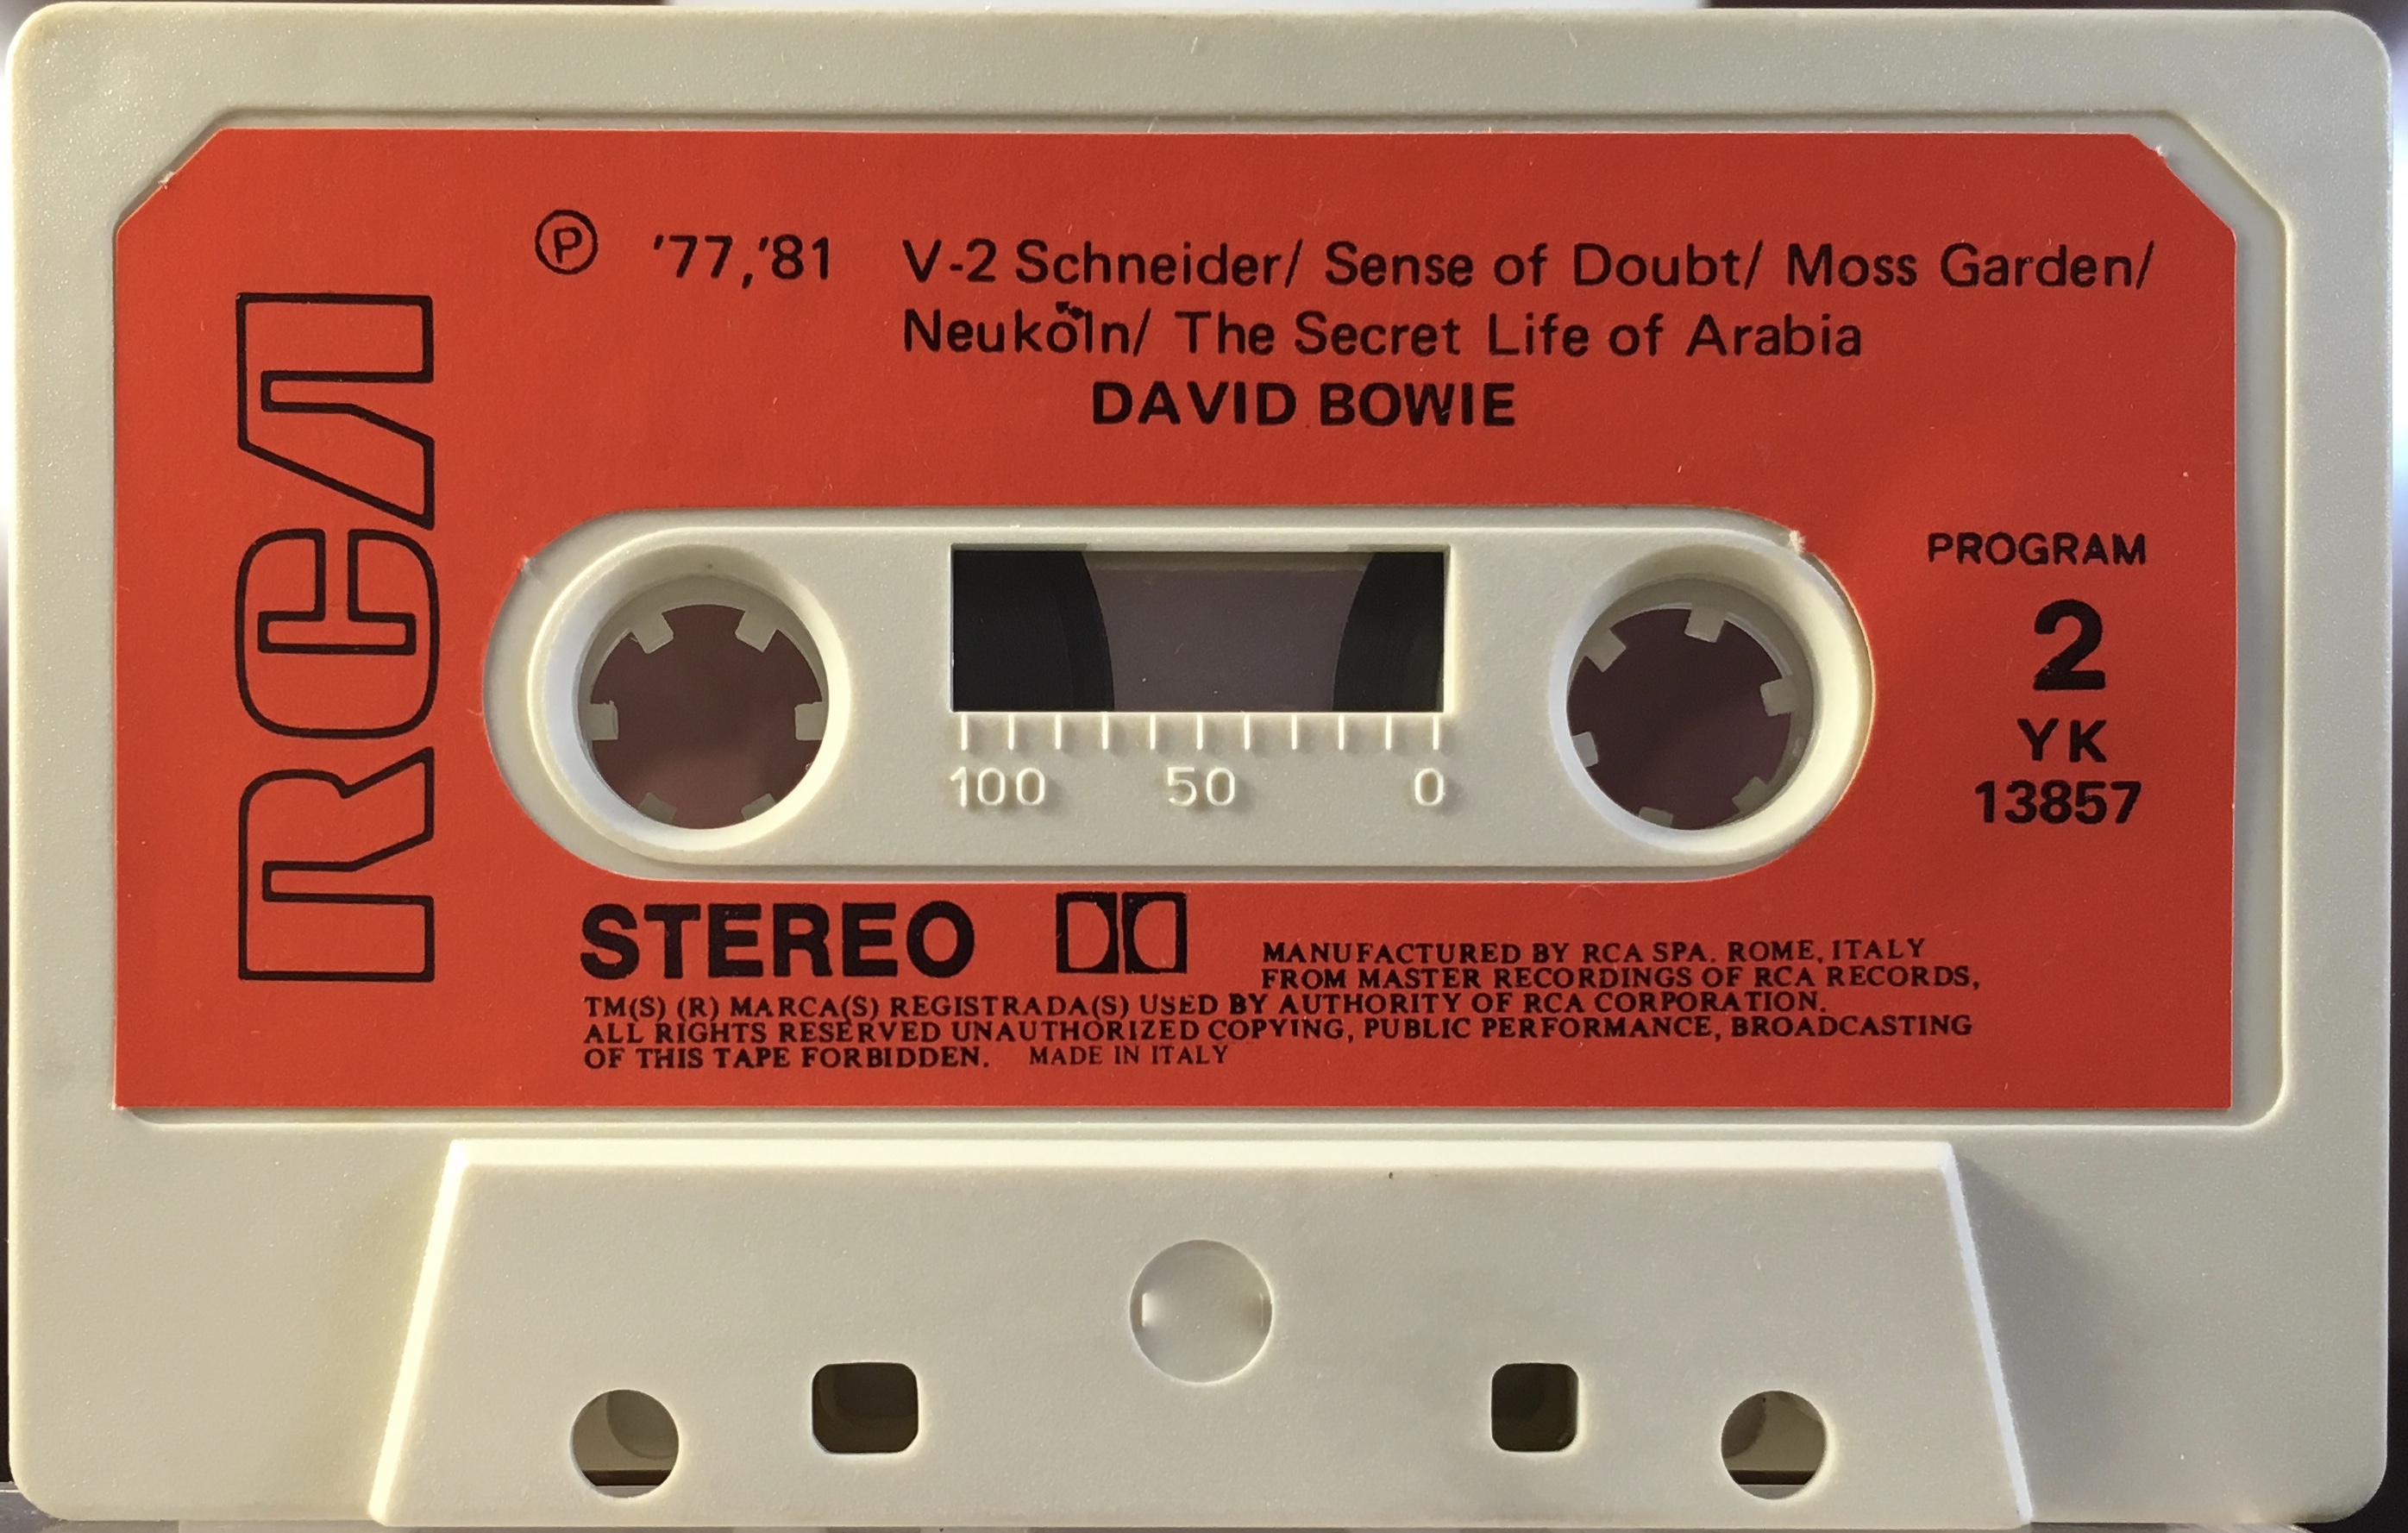 RCA
℗ '77,'81 V-2 Schneider/ Sense of Doubt/ Moss Garden/
Neuköln/ The Secret Life of Arabia
DAVID BOWIE
PROGRAM
2
YK
13857
100 50 0
STEREO
MANUFACTURED BY RCA SPA. ROME, ITALY
FROM MASTER RECORDINGS OF RCA RECORDS,
TM(S) (R) MARCA(S) REGISTRADA(S) USED BY AUTHORITY OF RCA CORPORATION.
ALL RIGHTS RESERVED UNAUTHORIZED COPYING, PUBLIC PERFORMANCE, BROADCASTING
OF THIS TAPE FORBIDDEN. MADE IN ITALY